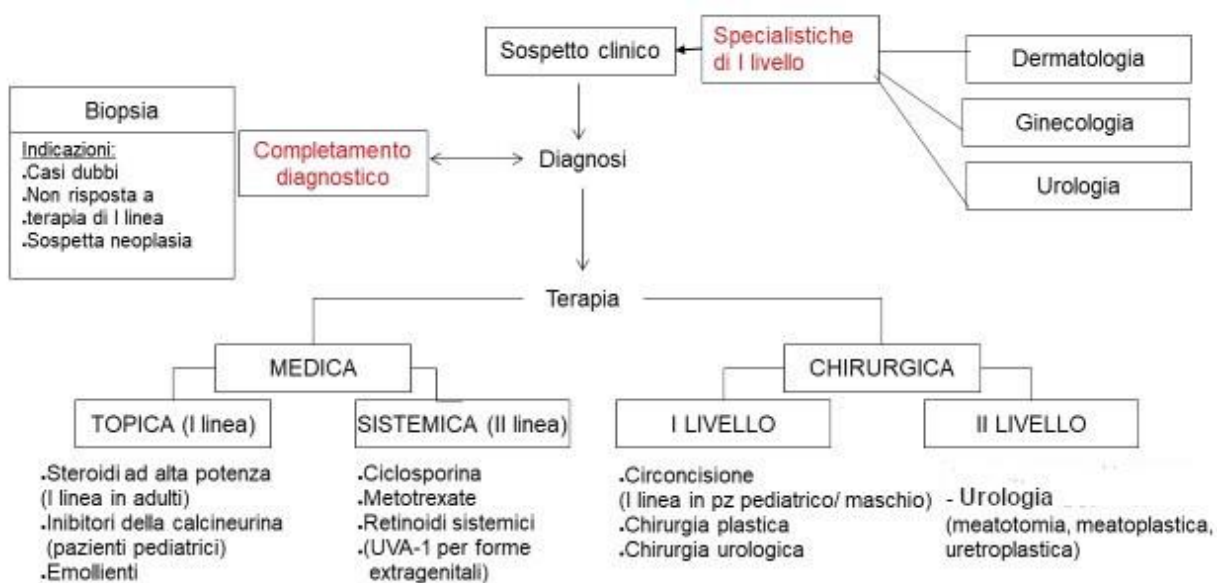 Sospetto clinico
Specialistiche
di I livello
Dermatologia
Ginecologia
Urologia
Biopsia
Indicazioni:
.Casi dubbi
.Non risposta a
.terapia di I linea
.Sospetta neoplasia
Completamento
diagnostico
Diagnosi
Terapia
MEDICA
CHIRURGICA
TOPICA (I linea)
SISTEMICA (II linea)
I LIVELLO
II LIVELLO
.Steroidi ad alta potenza
(I linea in adulti)
.Inibitori della calcineurina
(pazienti pediatrici)
.Emollienti
.Ciclosporina
.Metotrexate
.Retinoidi sistemici
.(UVA-1 per forme
extragenitali)
.Circoncisione
(I linea in pz pediatrico/ maschio)
.Chirurgia plastica
.Chirurgia urologica
- Urologia
(meatotomia, meatoplastica,
uretroplastica)